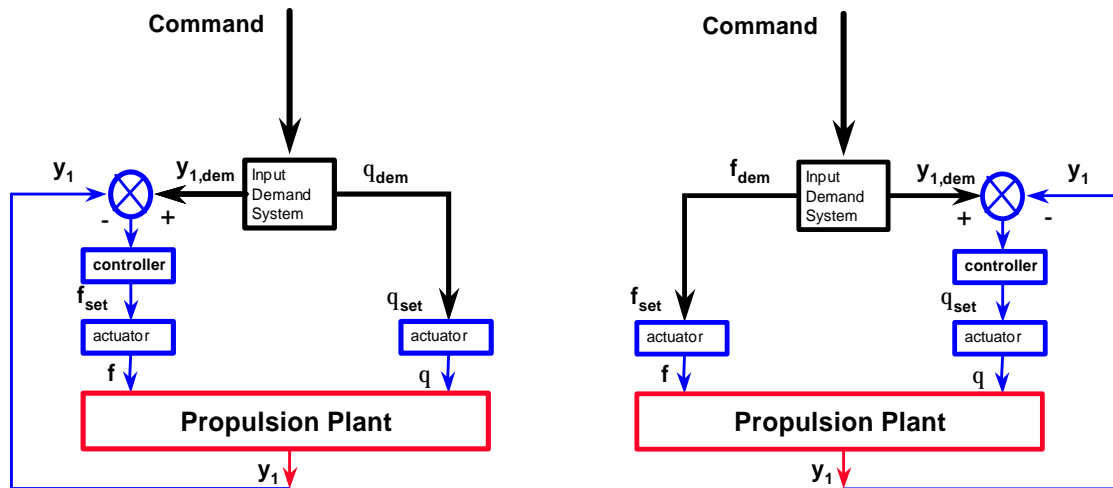 Command
y1
y1,dem
qdem
Input
Demand
System
-
+
controller
fset
qset
actuator
actuator
f
q
Propulsion Plant
y1
Command
fdem
Input
Demand
System
y1,dem
y1
+
-
controller
fset
qset
actuator
actuator
f
q
Propulsion Plant
y1